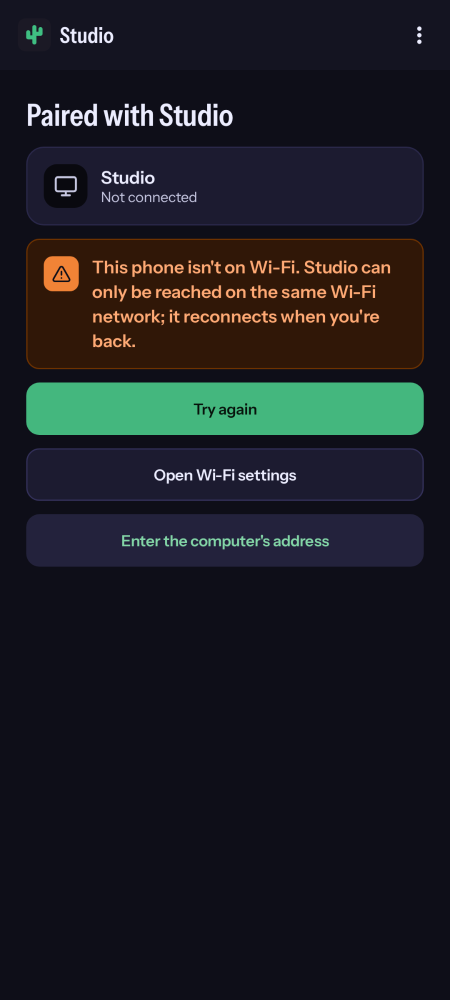 Studio
Paired with Studio
Studio
Not connected
This phone isn't on Wi-Fi. Studio can
only be reached on the same Wi-Fi
network; it reconnects when you're
back.
Try again
Open Wi-Fi settings
Enter the computer's address